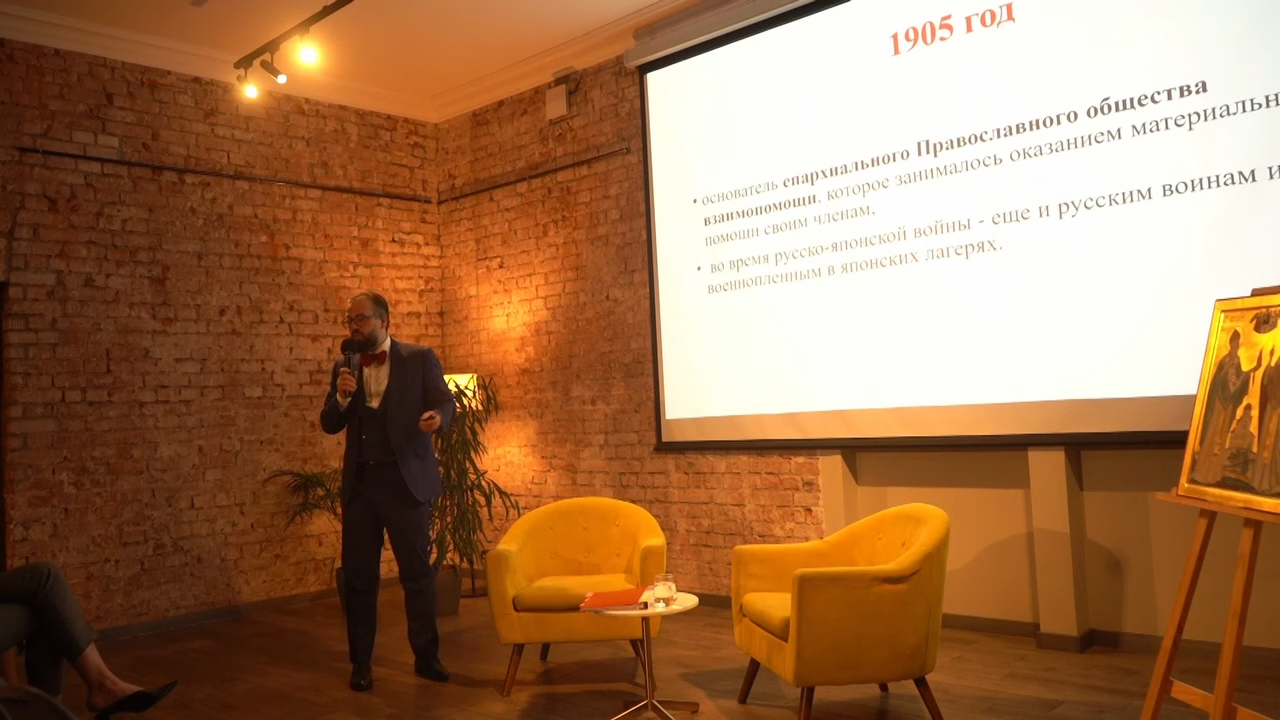 1905 год
• основатель епархиального Православного общества
взаимопомощи, которое занималось оказанием материальн
помощи своим членам,
• во время русско-японской войны - еще и русским воинам и
военнопленным в японских лагерях.